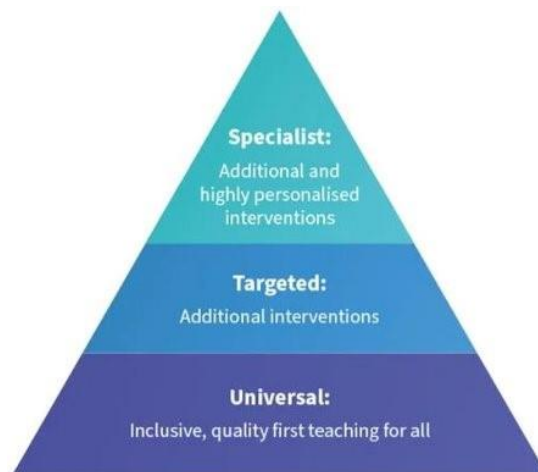 Specialist:
Additional and
highly personalised
interventions
Targeted:
Additional interventions
Universal:
Inclusive, quality first teaching for all